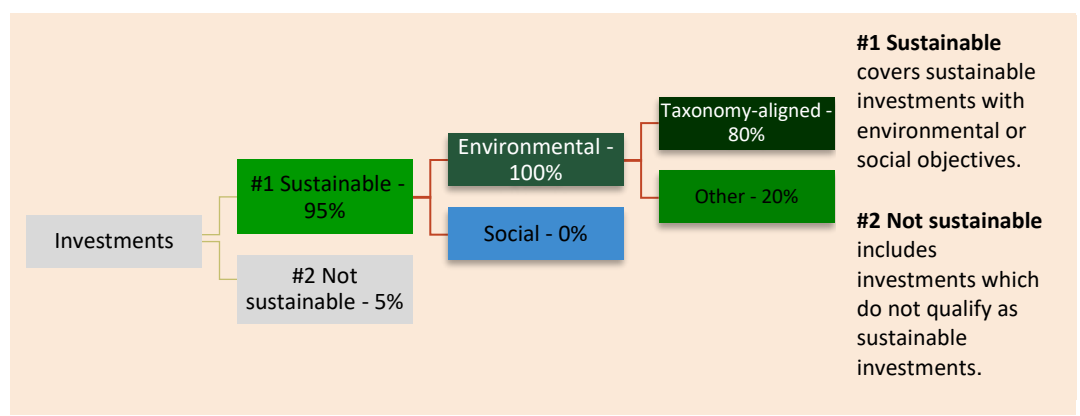 Investments
#1 Sustainable -
95%
#2 Not
sustainable - 5%
Environmental -
100%
Social - 0%
Taxonomy-aligned -
80%
Other - 20%
#1 Sustainable
covers sustainable
investments with
environmental or
social objectives.
#2 Not sustainable
includes
investments which
do not qualify as
sustainable
investments.